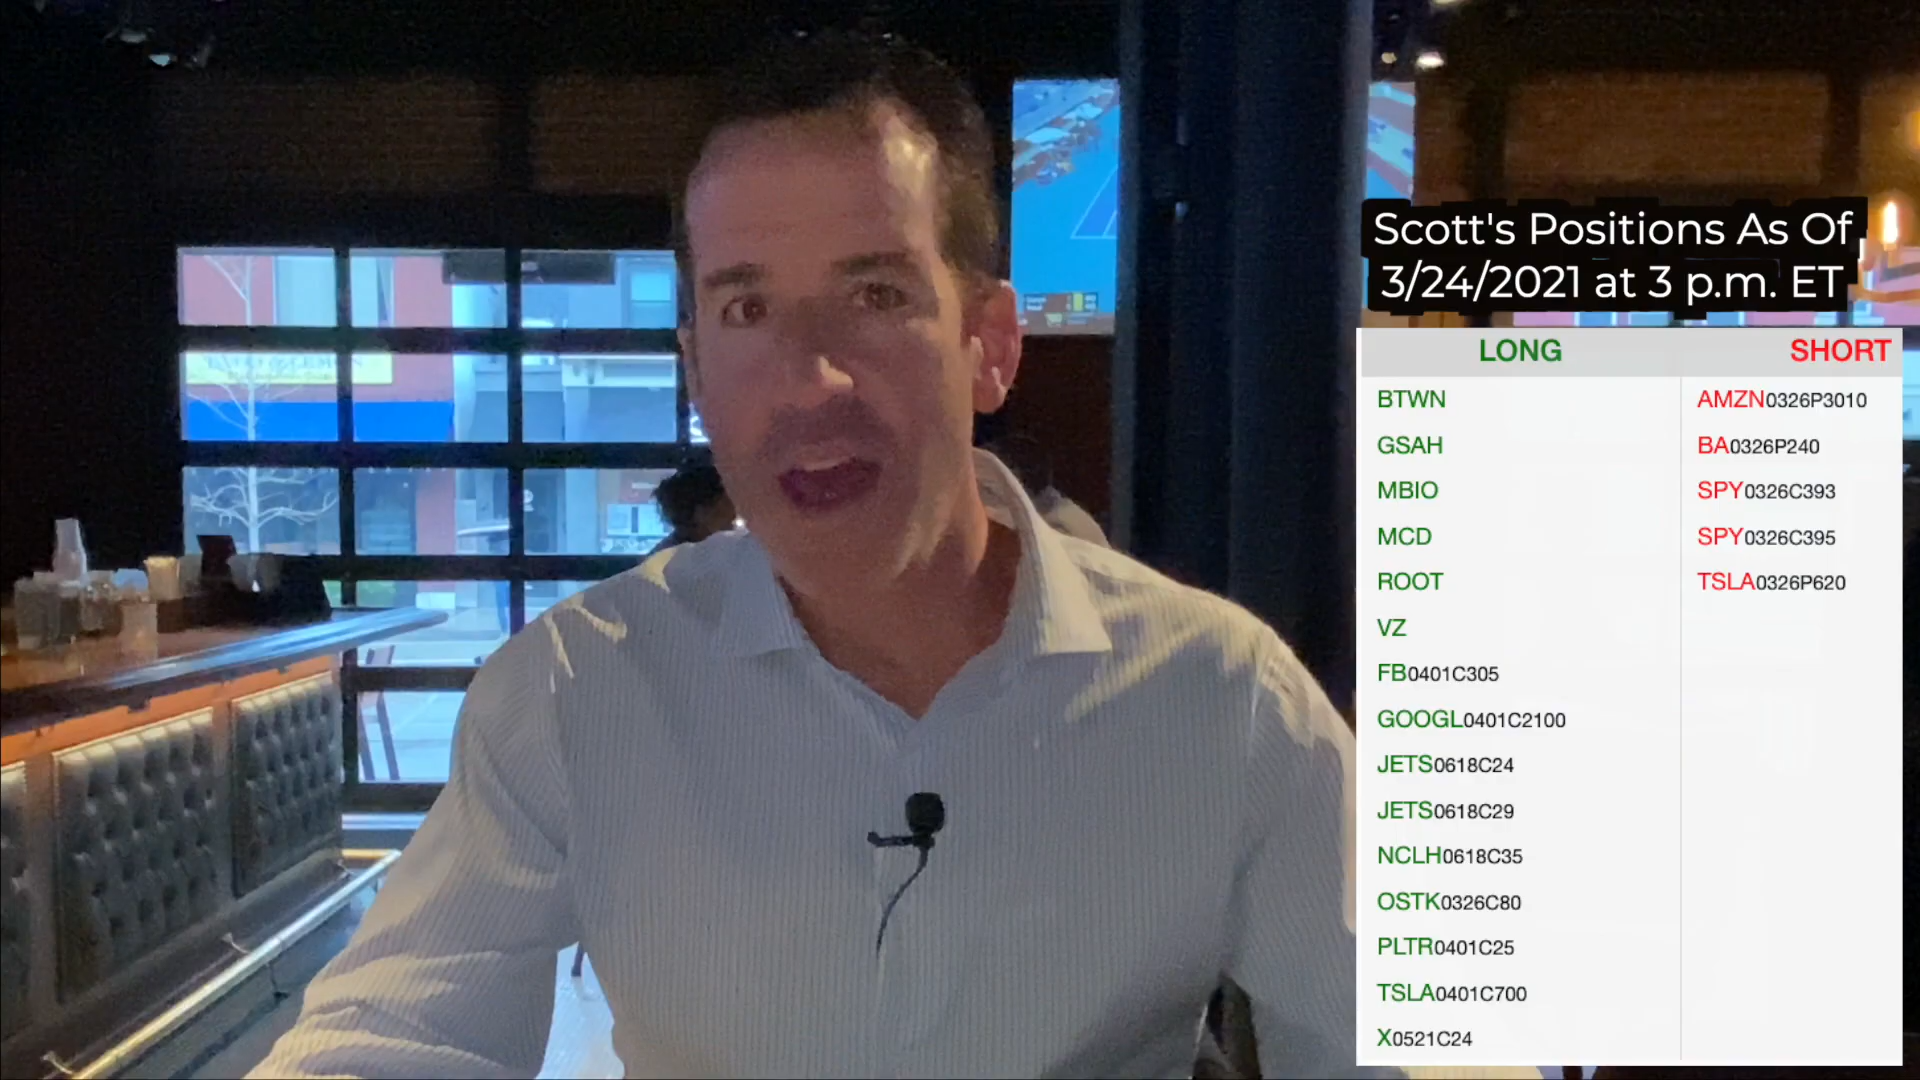 Scott's Positions As Of
3/24/2021 at 3 p.m. ET
LONG SHORT
BTWN AMZN0326P3010
GSAH BA0326P240
MBIO SPY0326C393
MCD SPY0326C395
ROOT TSLA0326P620
VZ
FB0401C305
GOOGL0401C2100
JETS0618C24
JETS0618C29
NCLH0618C35
OSTK0326C80
PLTR0401C25
TSLA0401C700
X0521C24